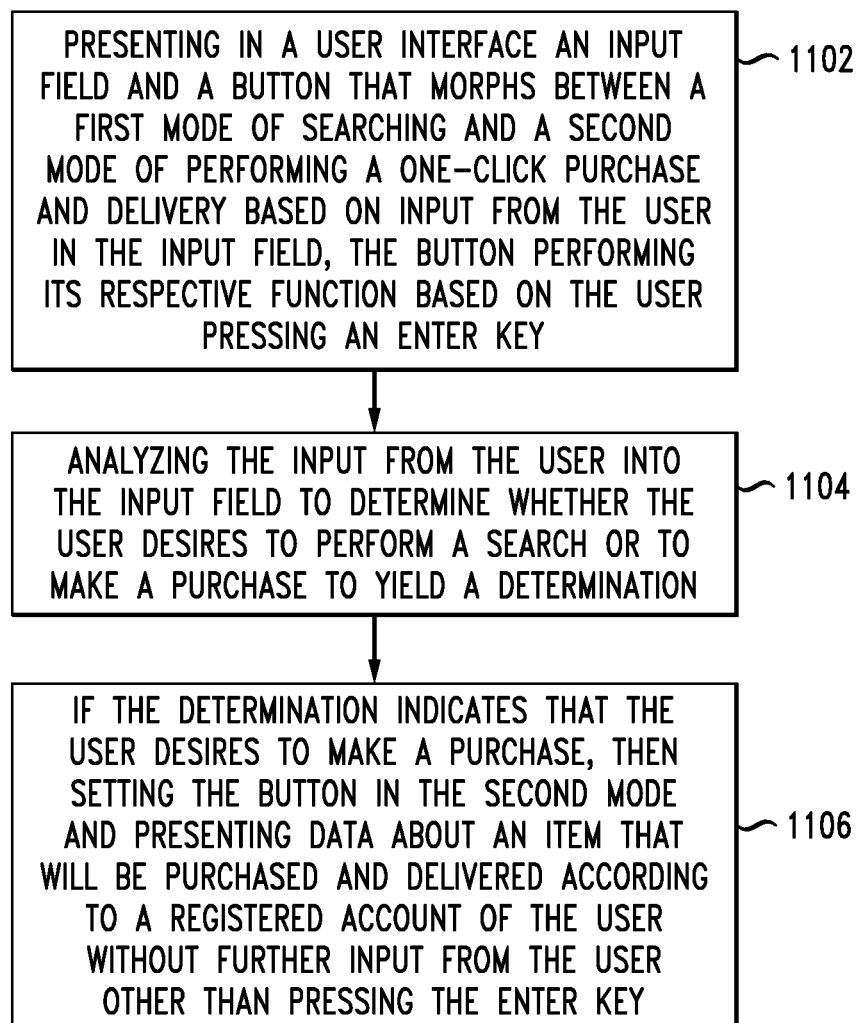 PRESENTING IN A USER INTERFACE AN INPUT
FIELD AND A BUTTON THAT MORPHS BETWEEN A
FIRST MODE OF SEARCHING AND A SECOND
MODE OF PERFORMING A ONE-CLICK PURCHASE
AND DELIVERY BASED ON INPUT FROM THE USER
IN THE INPUT FIELD, THE BUTTON PERFORMING
ITS RESPECTIVE FUNCTION BASED ON THE USER
PRESSING AN ENTER KEY
1102
ANALYZING THE INPUT FROM THE USER INTO
THE INPUT FIELD TO DETERMINE WHETHER THE
USER DESIRES TO PERFORM A SEARCH OR TO
MAKE A PURCHASE TO YIELD A DETERMINATION
1104
IF THE DETERMINATION INDICATES THAT THE
USER DESIRES TO MAKE A PURCHASE, THEN
SETTING THE BUTTON IN THE SECOND MODE
AND PRESENTING DATA ABOUT AN ITEM THAT
WILL BE PURCHASED AND DELIVERED ACCORDING
TO A REGISTERED ACCOUNT OF THE USER
WITHOUT FURTHER INPUT FROM THE USER
OTHER THAN PRESSING THE ENTER KEY
1106